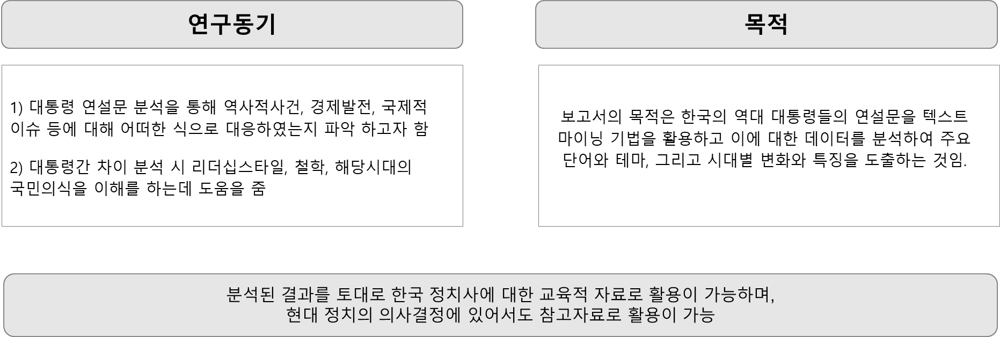 연구동기
1) 대통령 연설문 분석을 통해 역사적사건, 경제발전, 국제적
이슈 등에 대해 어떠한 식으로 대응하였는지 파악 하고자 함
2) 대통령간 차이 분석 시 리더십스타일, 철학, 해당시대의
국민의식을 이해를 하는데 도움을 줌
목적
보고서의 목적은 한국의 역대 대통령들의 연설문을 텍스트
마이닝 기법을 활용하고 이에 대한 데이터를 분석하여 주요
단어와 테마, 그리고 시대별 변화와 특징을 도출하는 것임.
분석된 결과를 토대로 한국 정치사에 대한 교육적 자료로 활용이 가능하며,
현대 정치의 의사결정에 있어서도 참고자료로 활용이 가능